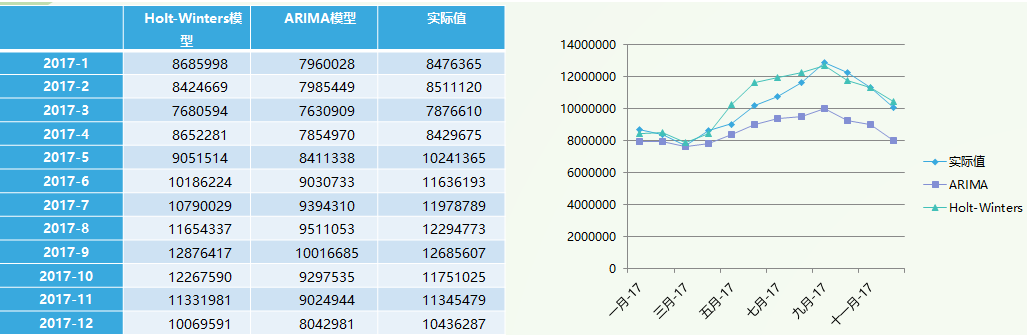 Holt-Winters模型 ARIMA模型 实际值
2017-1 8685998 7960028 8476365
2017-2 8424669 7985449 8511120
2017-3 7680594 7630909 7876610
2017-4 8652281 7854970 8429675
2017-5 9051514 8411338 10241365
2017-6 10186224 9030733 11636193
2017-7 10790029 9394310 11978789
2017-8 11654337 9511053 12294773
2017-9 12876417 10016685 12685607
2017-10 12267590 9297535 11751025
2017-11 11331981 9024944 11345479
2017-12 10069591 8042981 10436287
14000000
12000000
10000000
8000000
6000000
4000000
2000000
0
一月-17 三月-17 五月-17 七月-17 九月-17 十一月-17
实际值
ARIMA
Holt-Winters